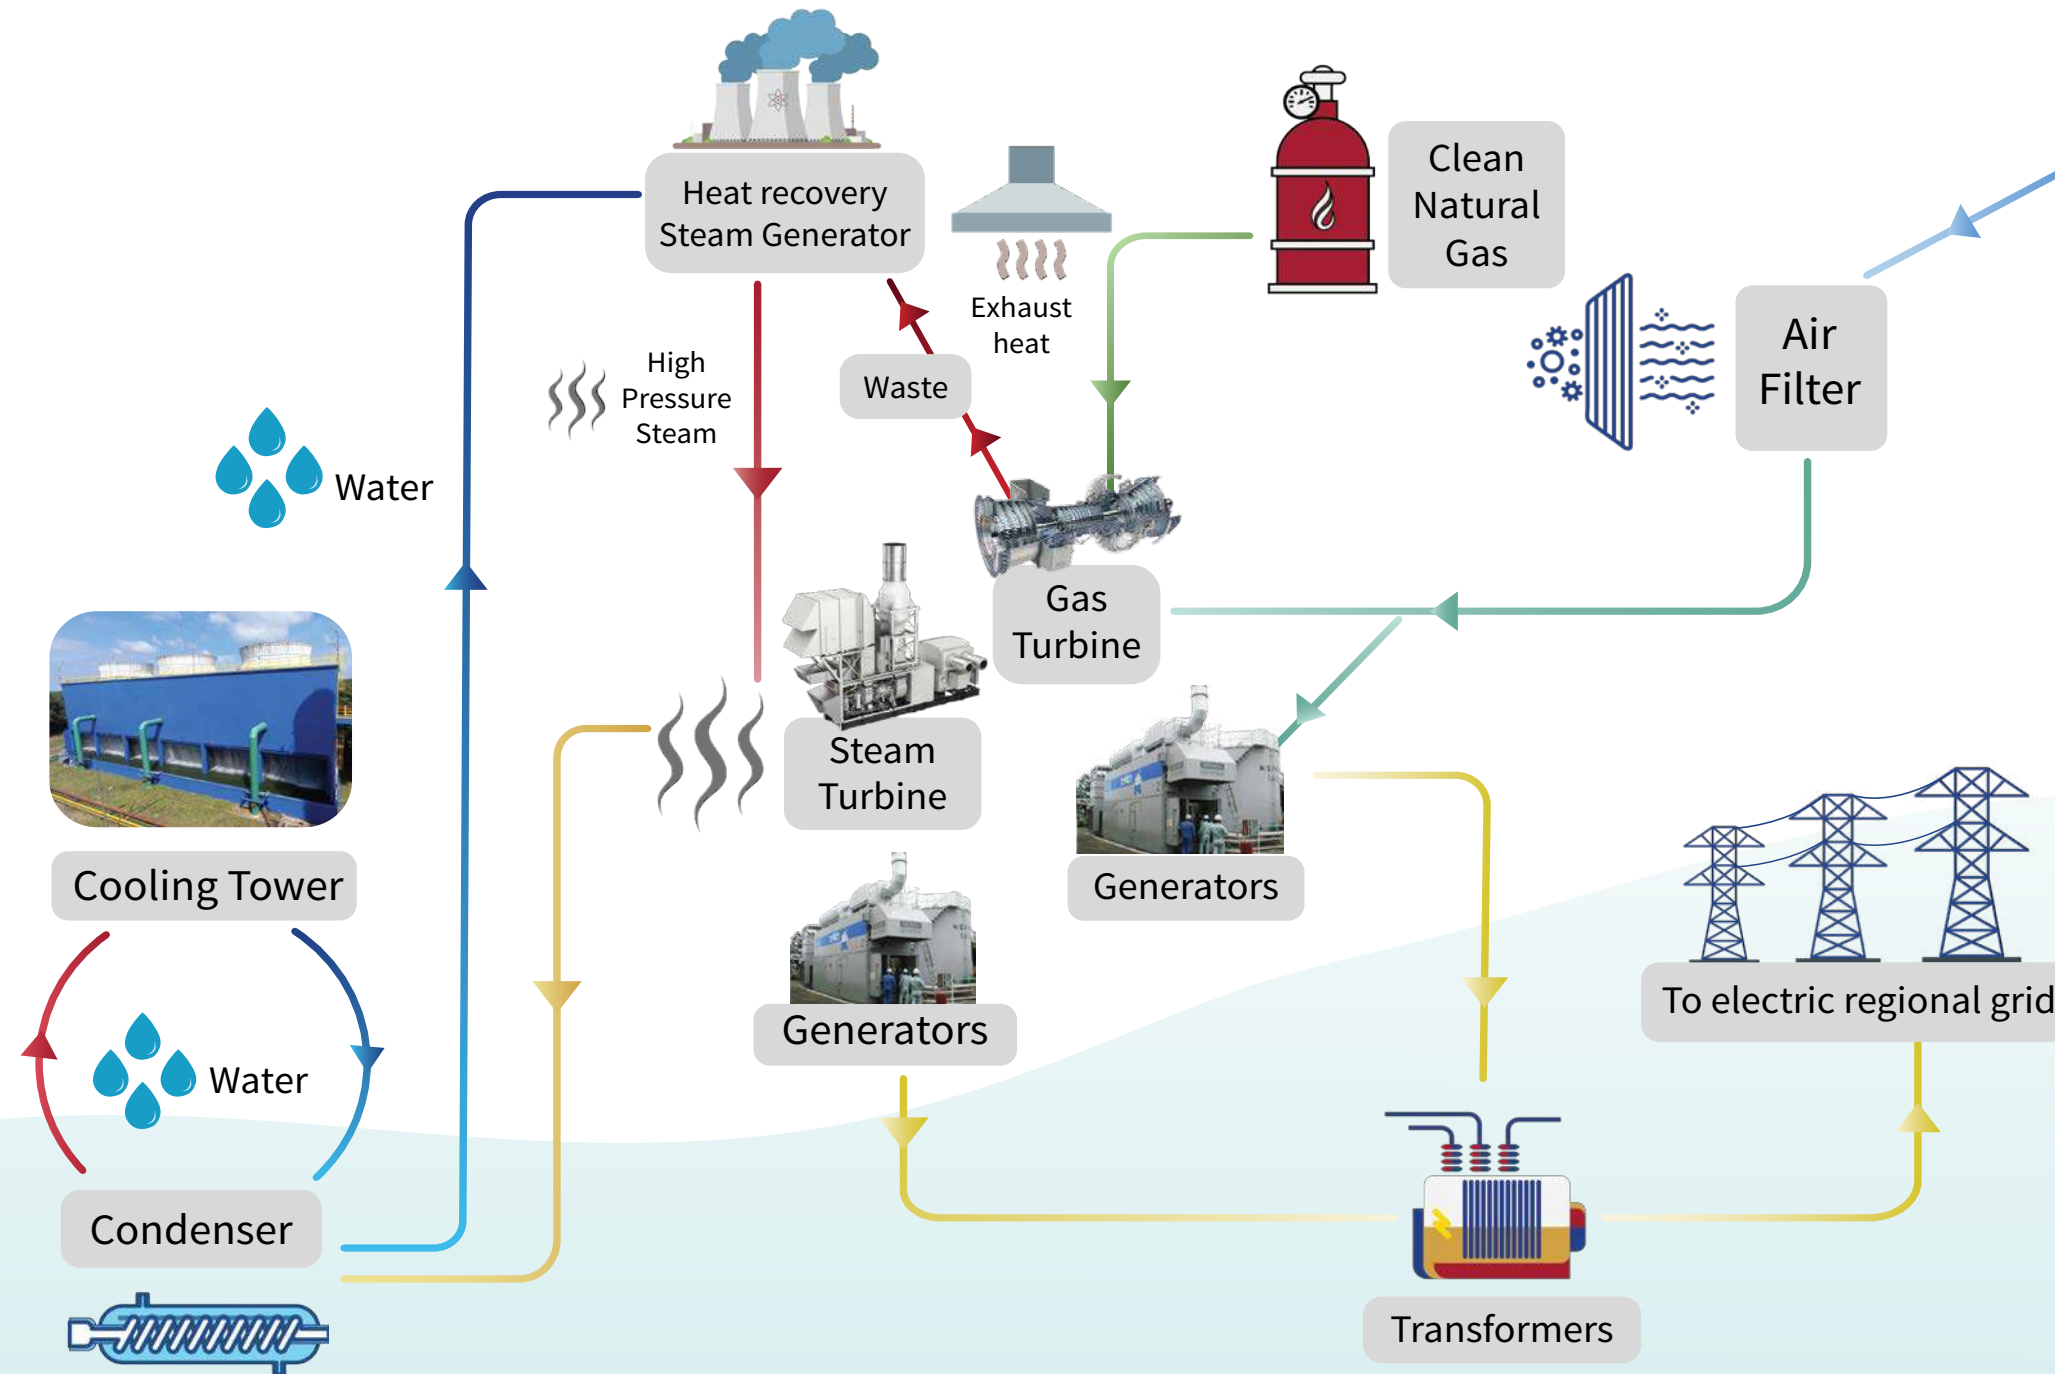 Heat recovery
Steam Generator
Clean
Natural
Gas
Exhaust
heat
Air
Filter
High
Pressure
Steam
Waste
Water
Gas
Turbine
Steam
Turbine
Cooling Tower
Generators
Generators
To electric regional grid
Water
Condenser
Transformers